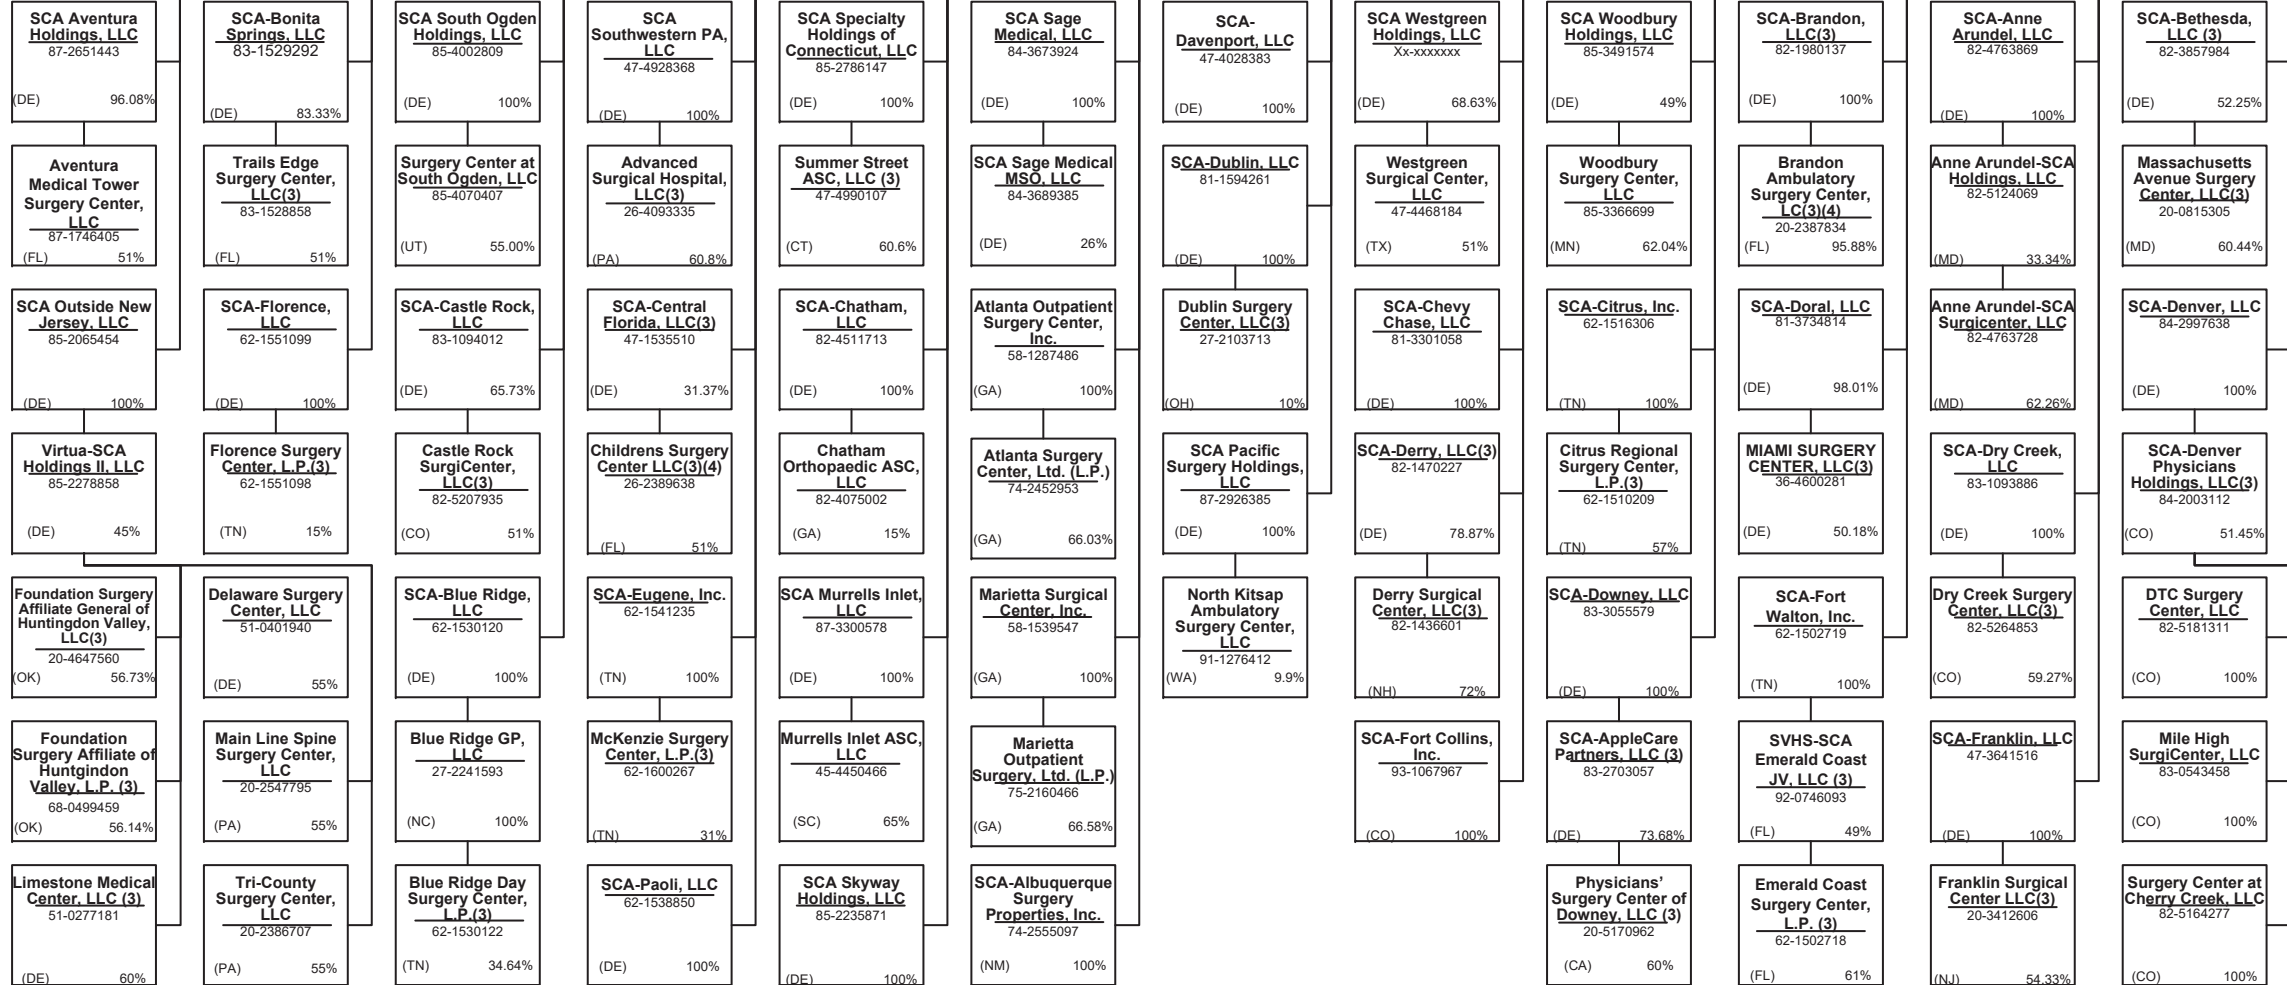 SCA Aventura
Holdings, LLC
87-2651443
(DE) 96.08%
SCA-Bonita
Springs, LLC
83-1529292
(DE) 83.33%
SCA South Ogden
Holdings, LLC
85-4002809
(DE) 100%
SCA
Southwestern PA,
LLC
47-4928368
(DE) 100%
SCA Specialty
Holdings of
Connecticut, LLC
85-2786147
(DE) 100%
SCA Sage
Medical, LLC
84-3673924
(DE) 100%
SCA-
Davenport, LLC
47-4028383
(DE) 100%
SCA Westgreen
Holdings, LLC
Xx-xxxxxxx
(DE) 68.63%
SCA Woodbury
Holdings, LLC
85-3491574
(DE) 49%
SCA-Brandon,
LLC(3)
82-1980137
(DE) 100%
SCA-Anne
Arundel, LLC
82-4763869
(DE) 100%
SCA-Bethesda,
LLC (3)
82-3857984
(DE) 52.25%
Aventura
Medical Tower
Surgery Center,
LLC
87-1746405
(FL) 51%
Trails Edge
Surgery Center,
LLC(3)
83-1528858
(FL) 51%
Surgery Center at
South Ogden, LLC
85-4070407
(UT) 55.00%
Advanced
Surgical Hospital,
LLC(3)
26-4093335
(PA) 60.8%
Summer Street
ASC, LLC (3)
47-4990107
(CT) 60.6%
SCA Sage Medical
MSO, LLC
84-3689385
(DE) 26%
SCA-Dublin, LLC
81-1594261
(DE) 100%
Westgreen
Surgical Center,
LLC
47-4468184
(TX) 51%
Woodbury
Surgery Center,
LLC
85-3366699
(MN) 62.04%
Brandon
Ambulatory
Surgery Center,
LC(3)(4)
20-2387834
(FL) 95.88%
Anne Arundel-SCA
Holdings, LLC
82-5124069
(MD) 33.34%
Massachusetts
Avenue Surgery
Center, LLC(3)
20-0815305
(MD) 60.44%
SCA Outside New
Jersey, LLC
85-2065454
(DE) 100%
SCA-Florence,
LLC
62-1551099
(DE) 100%
SCA-Castle Rock,
LLC
83-1094012
(DE) 65.73%
SCA-Central
Florida, LLC(3)
47-1535510
(DE) 31.37%
SCA-Chatham,
LLC
82-4511713
(DE) 100%
Atlanta Outpatient
Surgery Center,
Inc.
58-1287486
(GA) 100%
Dublin Surgery
Center, LLC(3)
27-2103713
(OH) 10%
SCA-Chevy
Chase, LLC
81-3301058
(DE) 100%
SCA-Citrus, Inc.
62-1516306
(TN) 100%
SCA-Doral, LLC
81-3734814
(DE) 98.01%
Anne Arundel-SCA
Surgicenter, LLC
82-4763728
(MD) 62.26%
SCA-Denver, LLC
84-2997638
(DE) 100%
Virtua-SCA
Holdings II, LLC
85-2278858
(DE) 45%
Florence Surgery
Center, L.P.(3)
62-1551098
(TN) 15%
Castle Rock
SurgiCenter,
LLC(3)
82-5207935
(CO) 51%
Childrens Surgery
Center LLC(3)(4)
26-2389638
(FL) 51%
Chatham
Orthopaedic ASC,
LLC
82-4075002
(GA) 15%
Atlanta Surgery
Center, Ltd. (L.P.)
74-2452953
(GA) 66.03%
SCA Pacific
Surgery Holdings,
LLC
87-2926385
(DE) 100%
SCA-Derry, LLC(3)
82-1470227
(DE) 78.87%
Citrus Regional
Surgery Center,
L.P.(3)
62-1510209
(TN) 57%
MIAMI SURGERY
CENTER, LLC(3)
36-4600281
(DE) 50.18%
SCA-Dry Creek,
LLC
83-1093886
(DE) 100%
SCA-Denver
Physicians
Holdings, LLC(3)
84-2003112
(CO) 51.45%
Foundation Surgery
Affiliate General of
Huntingdon Valley,
LLC(3)
20-4647560
(OK) 56.73%
Delaware Surgery
Center, LLC
51-0401940
(DE) 55%
SCA-Blue Ridge,
LLC
62-1530120
(DE) 100%
SCA-Eugene, Inc.
62-1541235
(TN) 100%
SCA Murrells Inlet,
LLC
87-3300578
(DE) 100%
Marietta Surgical
Center, Inc.
58-1539547
(GA) 100%
North Kitsap
Ambulatory
Surgery Center,
LLC
91-1276412
(WA) 9.9%
Derry Surgical
Center, LLC(3)
82-1436601
(NH) 72%
SCA-Downey, LLC
83-3055579
(DE) 100%
SCA-Fort
Walton, Inc.
62-1502719
(TN) 100%
Dry Creek Surgery
Center, LLC(3)
82-5264853
(CO) 59.27%
DTC Surgery
Center, LLC
82-5181311
(CO) 100%
Foundation
Surgery Affiliate of
Huntgindon
Valley, L.P. (3)
68-0499459
(OK) 56.14%
Main Line Spine
Surgery Center,
LLC
20-2547795
(PA) 55%
Blue Ridge GP,
LLC
27-2241593
(NC) 100%
McKenzie Surgery
Center, L.P.(3)
62-1600267
(TN) 31%
Murrells Inlet ASC,
LLC
45-4450466
(SC) 65%
Marietta
Outpatient
Surgery, Ltd. (L.P.)
75-2160466
(GA) 66.58%
SCA-Fort Collins,
Inc.
93-1067967
(CO) 100%
SCA-AppleCare
Partners, LLC (3)
83-2703057
(DE) 73.68%
SVHS-SCA
Emerald Coast
JV, LLC (3)
92-0746093
(FL) 49%
SCA-Franklin, LLC
47-3641516
(DE) 100%
Mile High
SurgiCenter, LLC
83-0543458
(CO) 100%
Limestone Medical
Center, LLC (3)
51-0277181
(DE) 60%
Tri-County
Surgery Center,
LLC
20-2386707
(PA) 55%
Blue Ridge Day
Surgery Center,
L.P.(3)
62-1530122
(TN) 34.64%
SCA-Paoli, LLC
62-1538850
(DE) 100%
SCA Skyway
Holdings, LLC
85-2235871
(DE) 100%
SCA-Albuquerque
Surgery
Properties, Inc.
74-2555097
(NM) 100%
Physicians’
Surgery Center of
Downey, LLC (3)
20-5170962
(CA) 60%
Emerald Coast
Surgery Center,
L.P. (3)
62-1502718
(FL) 61%
Franklin Surgical
Center LLC(3)
20-3412606
(NJ) 54.33%
Surgery Center at
Cherry Creek, LLC
82-5164277
(CO) 100%